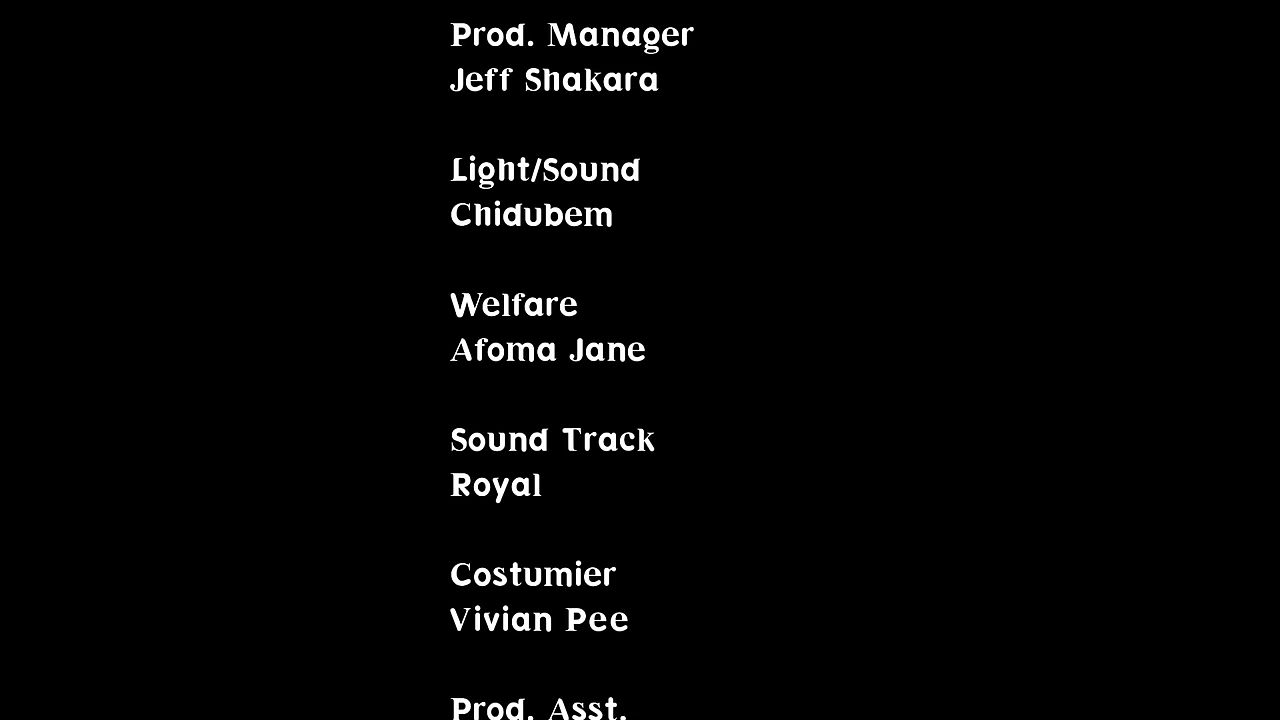 Prod. Manager
Jeff Shakara
Light/Sound
Chidubem
Welfare
Afoma Jane
Sound Track
Royal
Costumier
Vivian Pee
Prod. Asst.